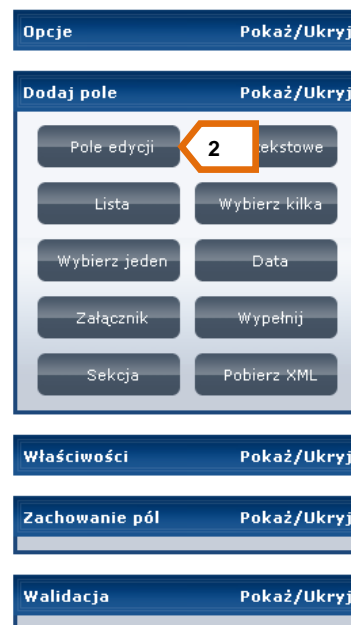 Opcje Pokaż/Ukryj
Dodaj pole Pokaż/Ukryj
Pole edycji 2 tekstowe
Lista Wybierz kilka
Wybierz jeden Data
Załącznik Wypełnij
Sekcja Pobierz XML
Właściwości Pokaż/Ukryj
Zachowanie pól Pokaż/Ukryj
Walidacja Pokaż/Ukryj